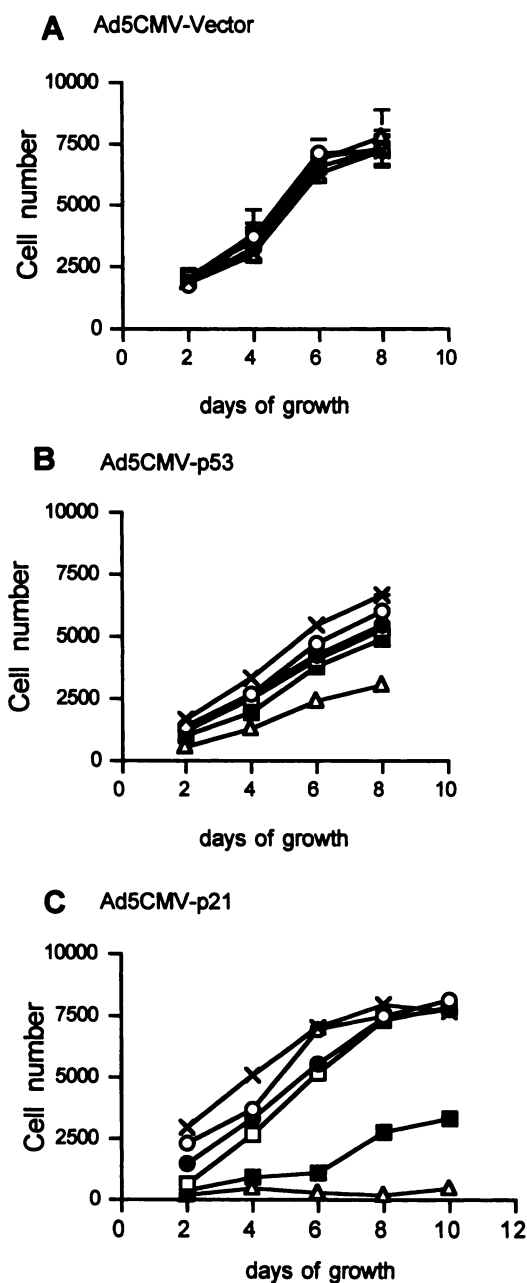 A Ad5CMV-Vector
10000
7500
5000
2500
0
Cell number
0 2 4 6 8 10
days of growth
B Ad5CMV-p53
10000
7500
5000
2500
0
Cell number
0 2 4 6 8 10
days of growth
C Ad5CMV-p21
10000
7500
5000
2500
0
Cell number
0 2 4 6 8 10 12
days of growth